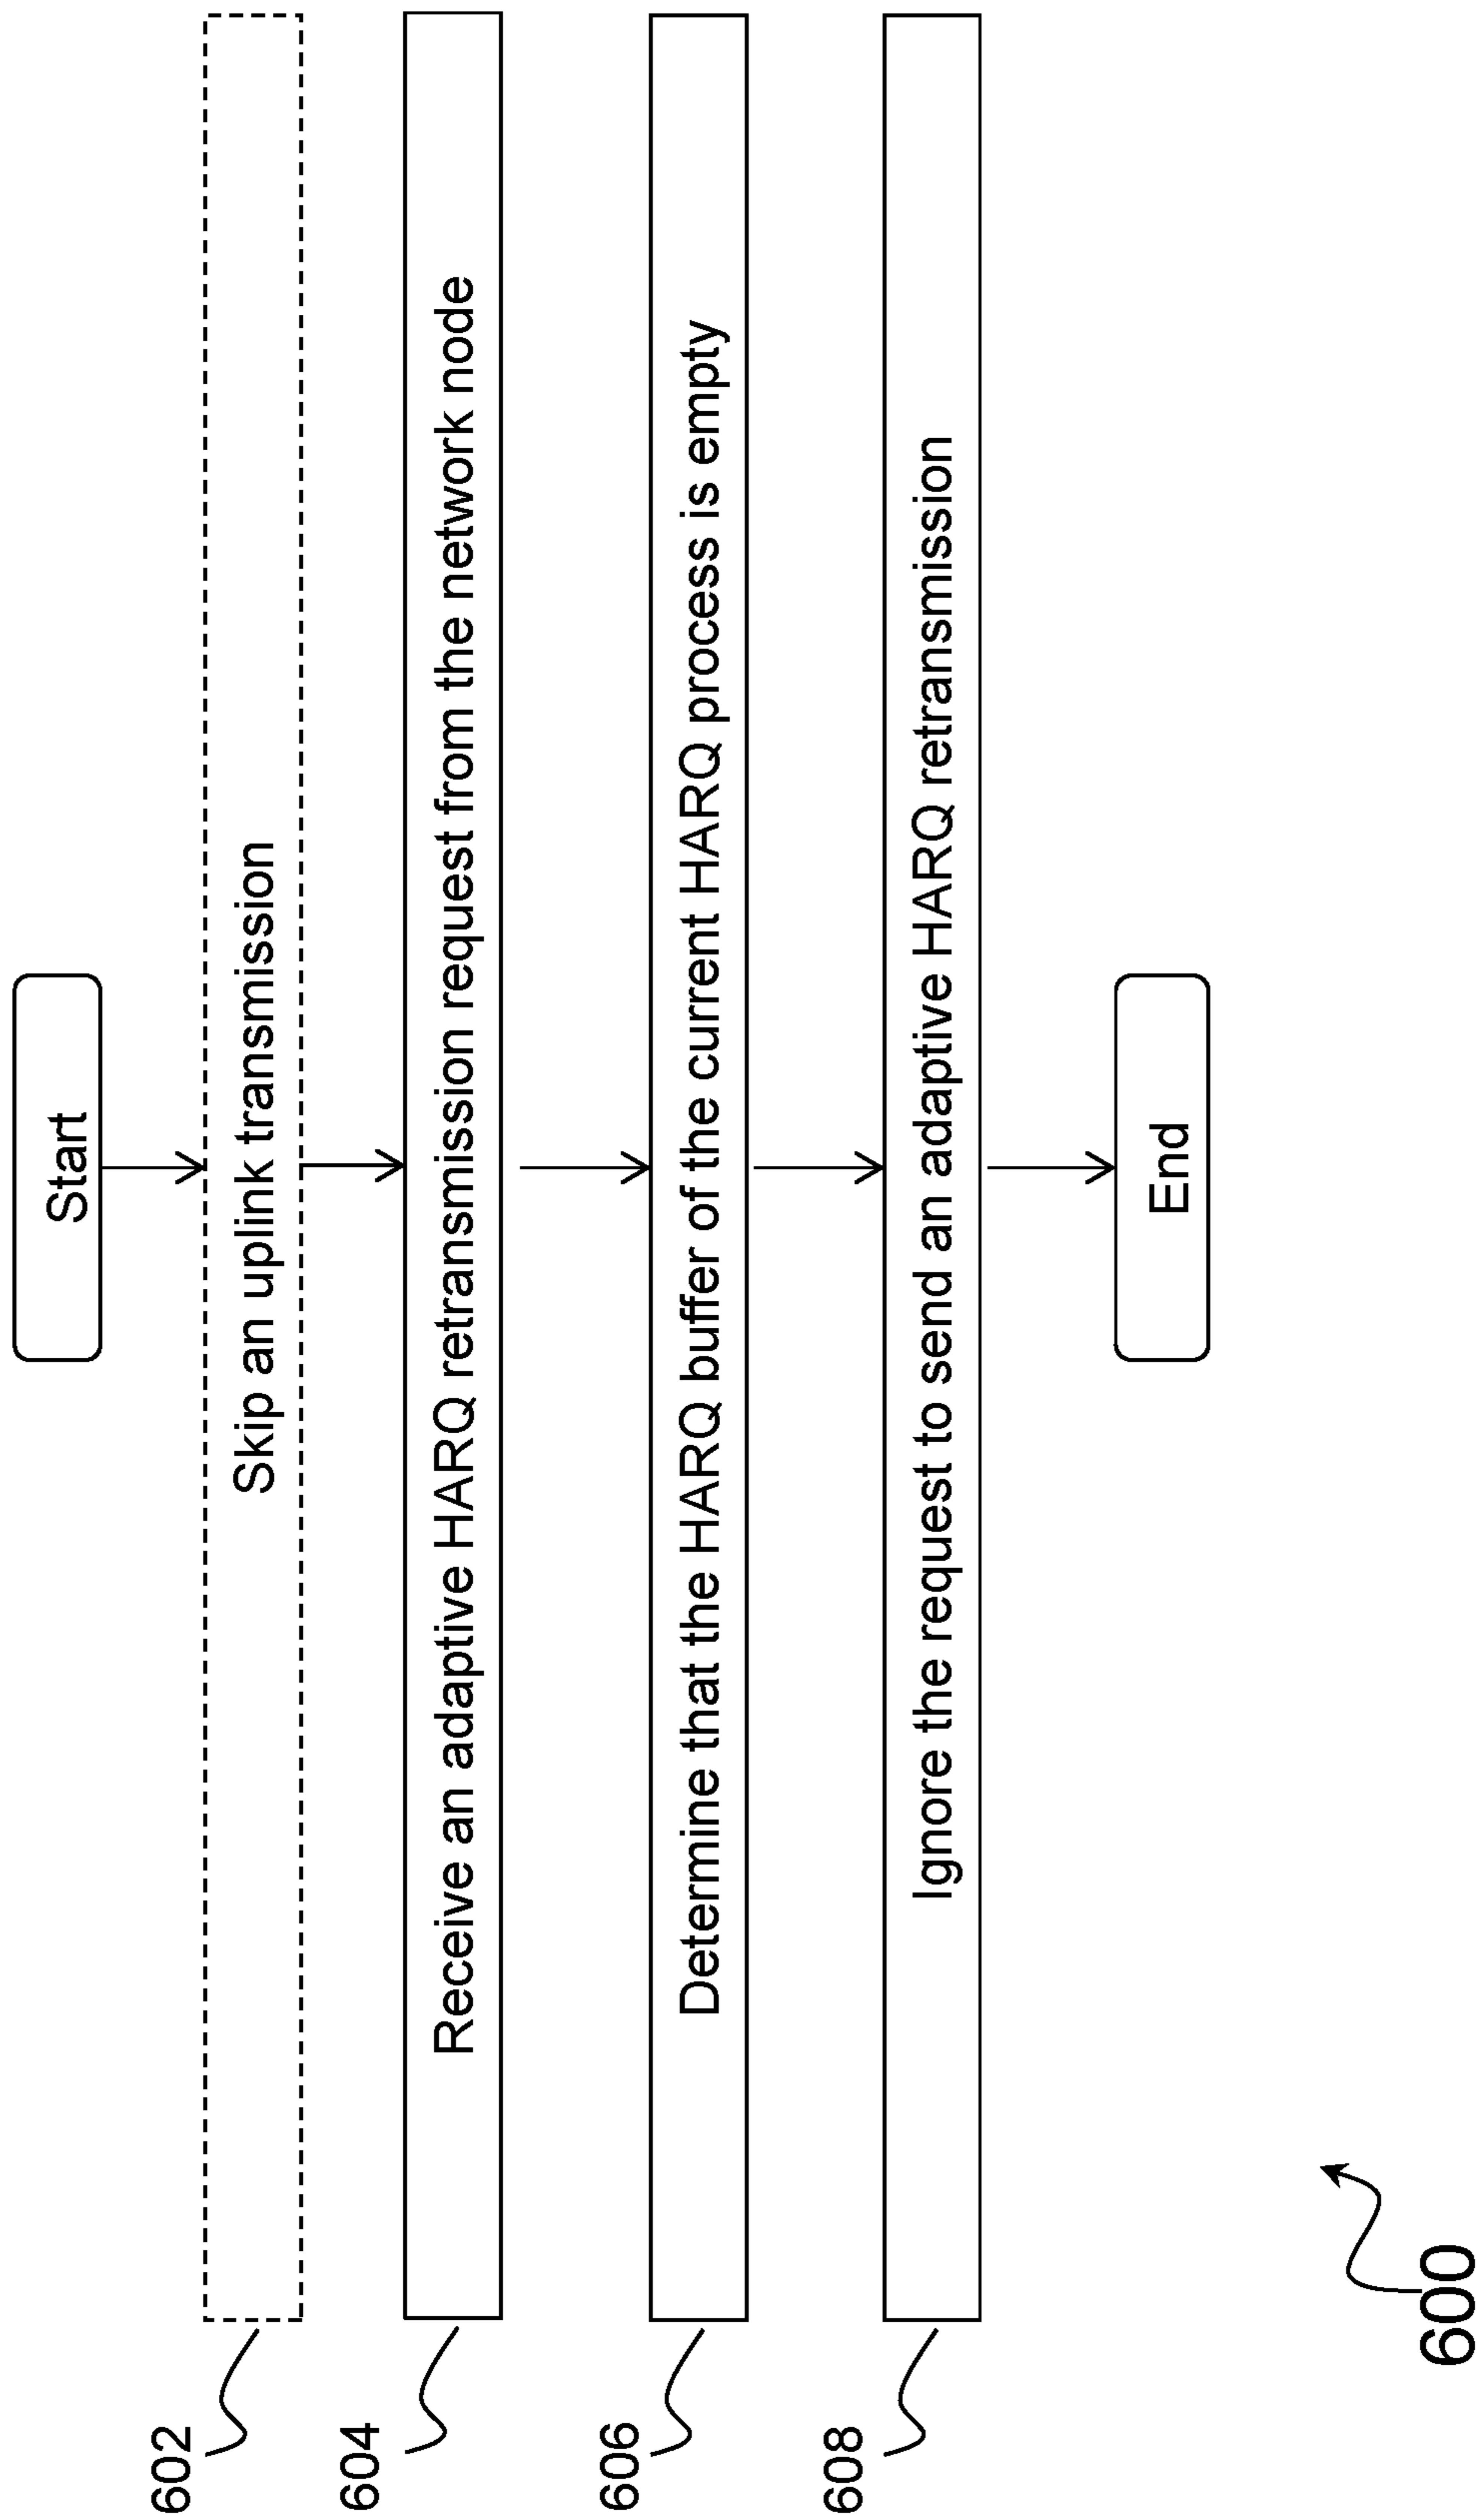 Start
602
Skip an uplink transmission
604
Receive an adaptive HARQ retransmission request from the network node
606
Determine that the HARQ buffer of the current HARQ process is empty
608
Ignore the request to send an adaptive HARQ retransmission
End
600